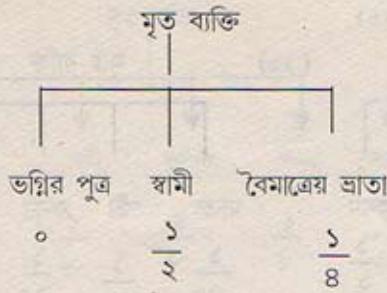 মৃত ব্যক্তি
ভগ্নির পুত্র স্বামী বৈমাত্রেয় ভ্রাতা
০ ১/২ ১/৪